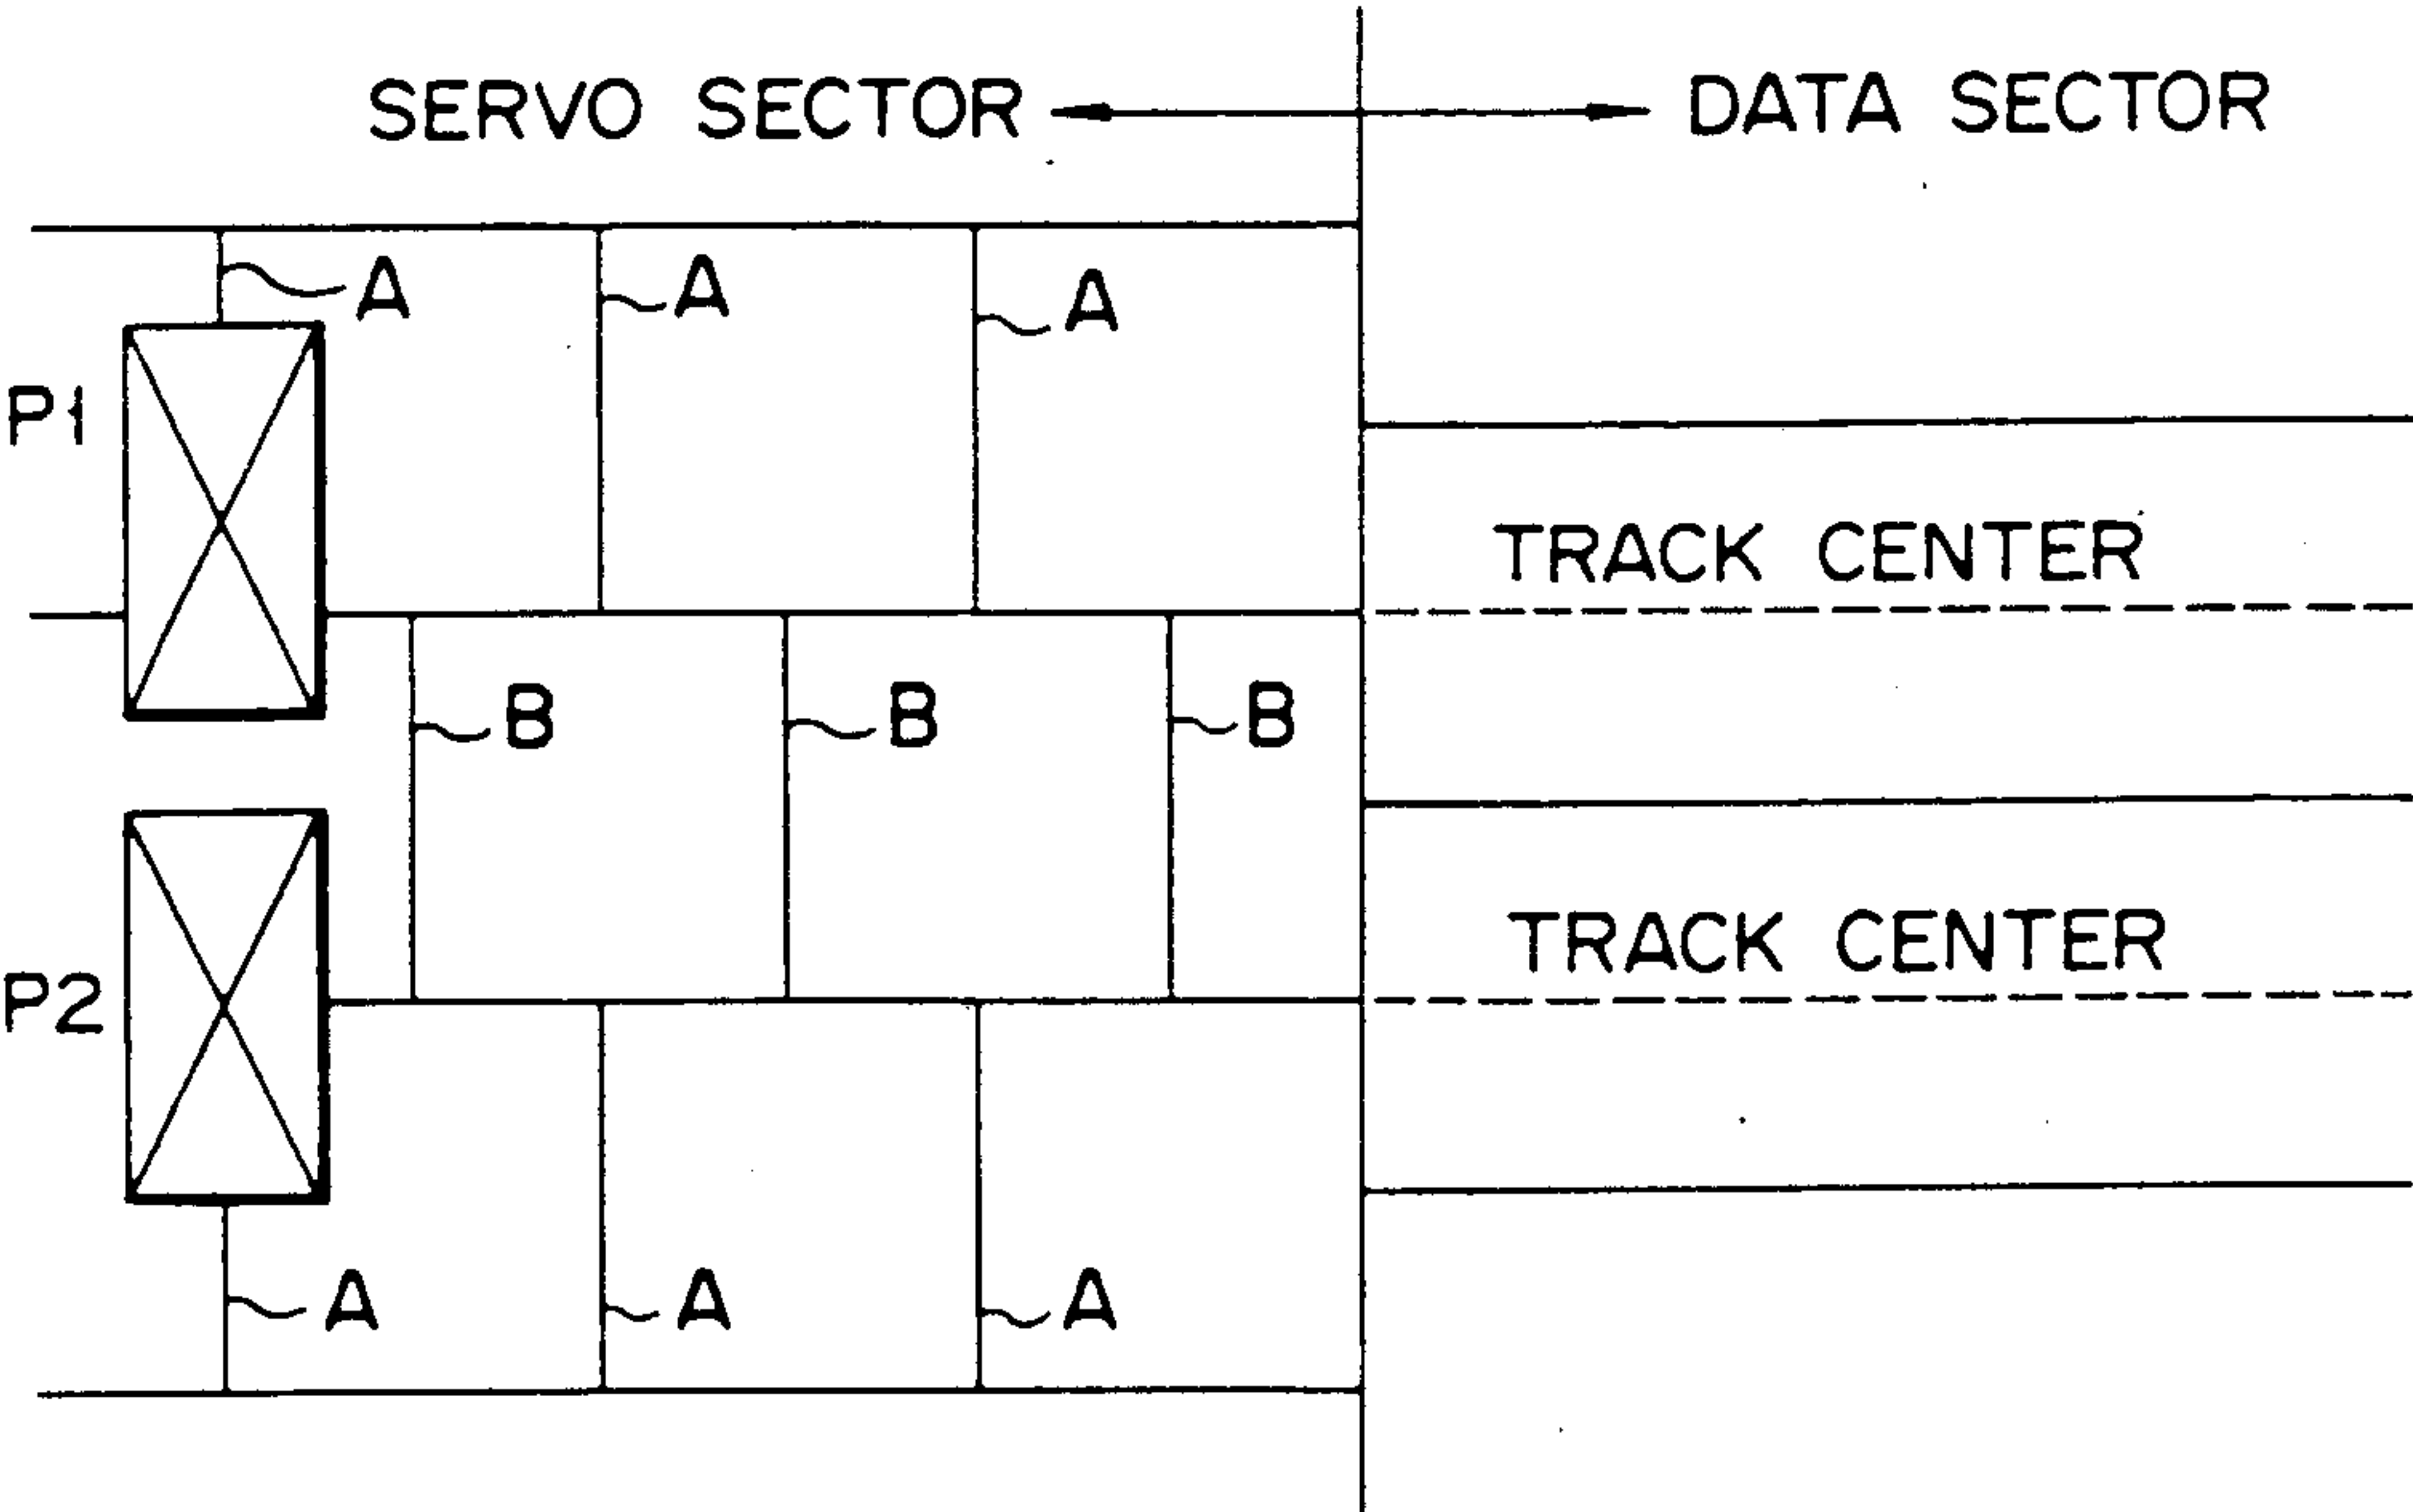 SERVO SECTOR
DATA SECTOR
A
A
A
P1
TRACK CENTER
B
B
B
TRACK CENTER
P2
A
A
A